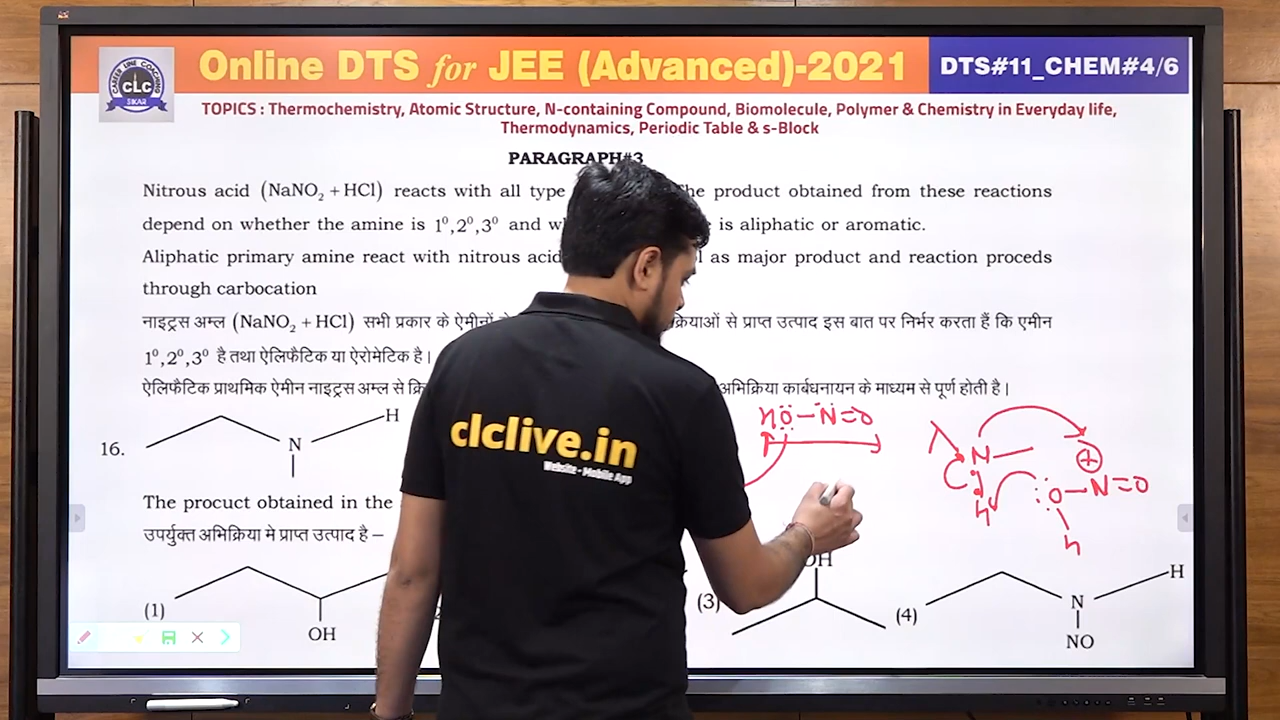 Online DTS for JEE (Advanced)-2021
DTS#11_CHEM#4/6
CAREER LINE COACHING
CLC
SIKAR
TOPICS : Thermochemistry, Atomic Structure, N-containing Compound, Biomolecule, Polymer & Chemistry in Everyday life,
Thermodynamics, Periodic Table & s-Block
PARAGRAPH#3
Nitrous acid (NaNO₂ + HCl) reacts with all type The product obtained from these reactions
depend on whether the amine is 1⁰,2⁰,3⁰ and is aliphatic or aromatic.
Aliphatic primary amine react with nitrous acid as major product and reaction proceds
through carbocation
नाइट्रस अम्ल (NaNO₂ + HCl) सभी प्रकार के ऐमीनों से प्राप्त उत्पाद इस बात पर निर्भर करता हैं कि एमीन
1⁰,2⁰,3⁰ है तथा ऐलिफैटिक या ऐरोमेटिक है।
ऐलिफैटिक प्राथमिक ऐमीन नाइट्रस अम्ल से अभिक्रिया कार्बधनायन के माध्यम से पूर्ण होती है।
16.
H
N
HÖ-N=O
N
H
⊕
O-N=O
H
The procuct obtained in the
उपर्युक्त अभिक्रिया मे प्राप्त उत्पाद है –
(1)
OH
(3)
OH
(4)
H
N
NO
clclive.in
Website - Mobile App